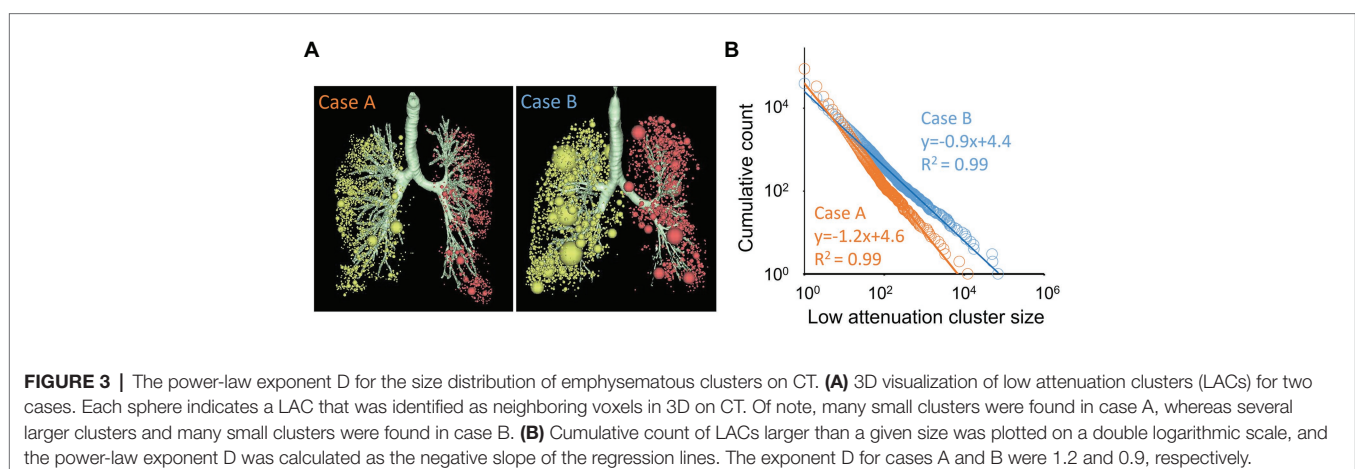 A
B
Case A
Case B
Cumulative count
10⁴
10²
10⁰
Case B
y=-0.9x+4.4
R² = 0.99
Case A
y=-1.2x+4.6
R² = 0.99
10⁰ 10² 10⁴ 10⁶
Low attenuation cluster size
FIGURE 3 | The power-law exponent D for the size distribution of emphysematous clusters on CT. (A) 3D visualization of low attenuation clusters (LACs) for two
cases. Each sphere indicates a LAC that was identified as neighboring voxels in 3D on CT. Of note, many small clusters were found in case A, whereas several
larger clusters and many small clusters were found in case B. (B) Cumulative count of LACs larger than a given size was plotted on a double logarithmic scale, and
the power-law exponent D was calculated as the negative slope of the regression lines. The exponent D for cases A and B were 1.2 and 0.9, respectively.